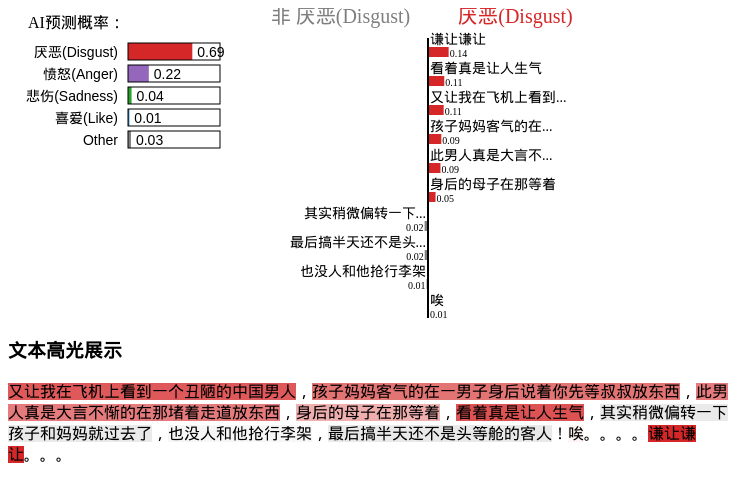 AI预测概率：
厌恶(Disgust) 0.69
愤怒(Anger) 0.22
悲伤(Sadness) 0.04
喜爱(Like) 0.01
Other 0.03
非 厌恶(Disgust) 厌恶(Disgust)
谦让谦让
0.14
看着真是让人生气
0.11
又让我在飞机上看到...
0.11
孩子妈妈客气的在...
0.09
此男人真是大言不...
0.09
身后的母子在那等着
0.05
其实稍微偏转一下...
0.02
最后搞半天还不是头...
0.02
也没人和他抢行李架
0.01
唉
0.01
文本高光展示
又让我在飞机上看到一个丑陋的中国男人，孩子妈妈客气的在一男子身后说着你先等叔叔放东西，此男
人真是大言不惭的在那堵着走道放东西，身后的母子在那等着，看着真是让人生气，其实稍微偏转一下
孩子和妈妈就过去了，也没人和他抢行李架，最后搞半天还不是头等舱的客人！唉。。。。谦让谦
让。。。